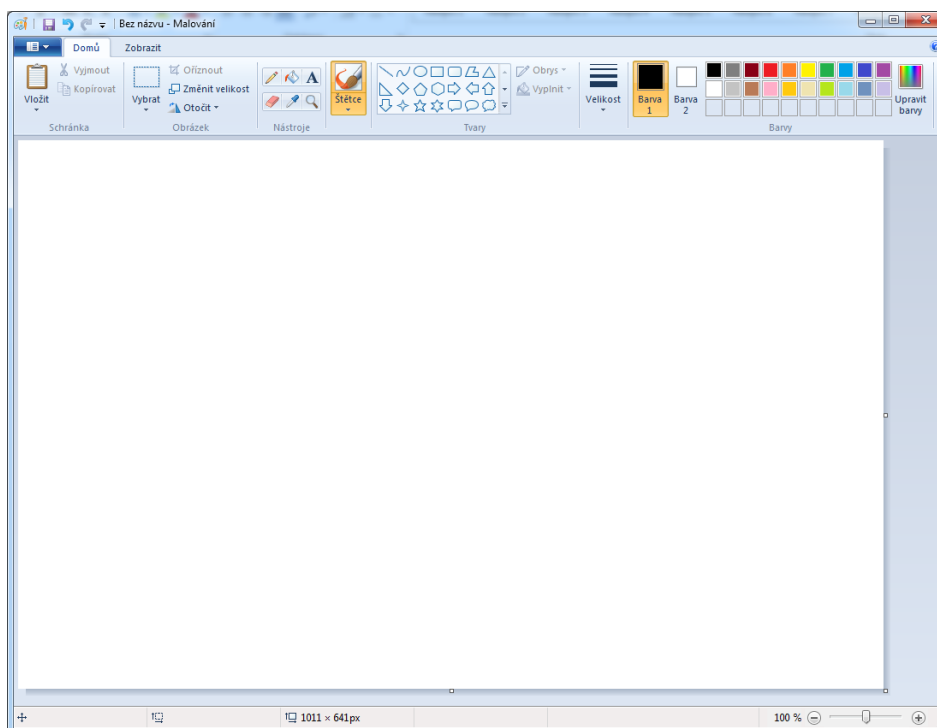 Bez názvu - Malování
Domů Zobrazit
Vložit
Vyjmout
Kopírovat
Schránka
Vybrat
Oříznout
Změnit velikost
Otočit
Obrázek
A
Nástroje
Štětce
Obrys
Vyplnit
Tvary
Velikost
Barva
1
Barva
2
Upravit
barvy
Barvy
1011 × 641px
100 %